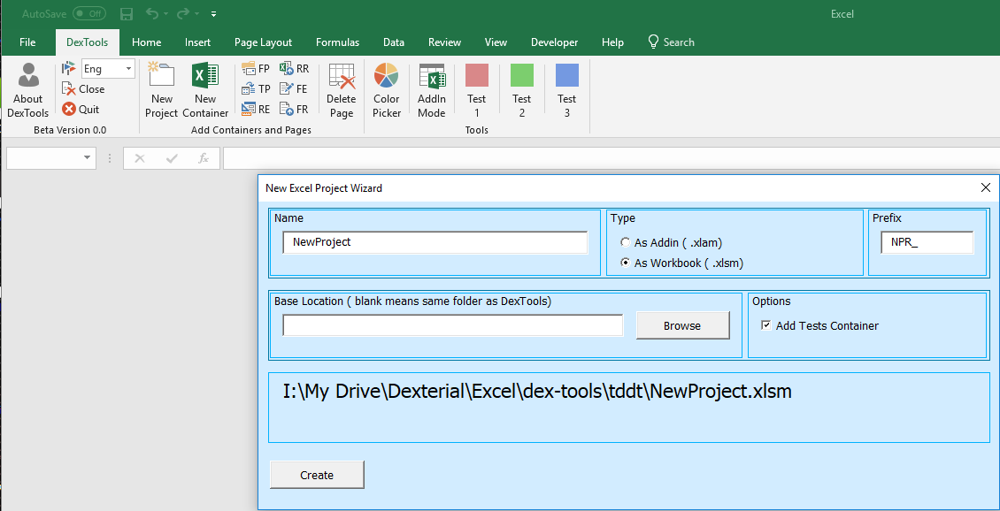 AutoSave Off Excel
File DexTools Home Insert Page Layout Formulas Data Review View Developer Help Search
Eng FP RR
Close TP FE
Quit RE FR
About DexTools
New Project
New Container
Delete Page
Color Picker
AddIn Mode
Test 1
Test 2
Test 3
Beta Version 0.0 Add Containers and Pages Tools
fx
New Excel Project Wizard
Name Type Prefix
NewProject As Addin ( .xlam) NPR_
As Workbook ( .xlsm)
Base Location ( blank means same folder as DexTools) Options
Browse Add Tests Container
I:\My Drive\Dexterial\Excel\dex-tools\tddt\NewProject.xlsm
Create